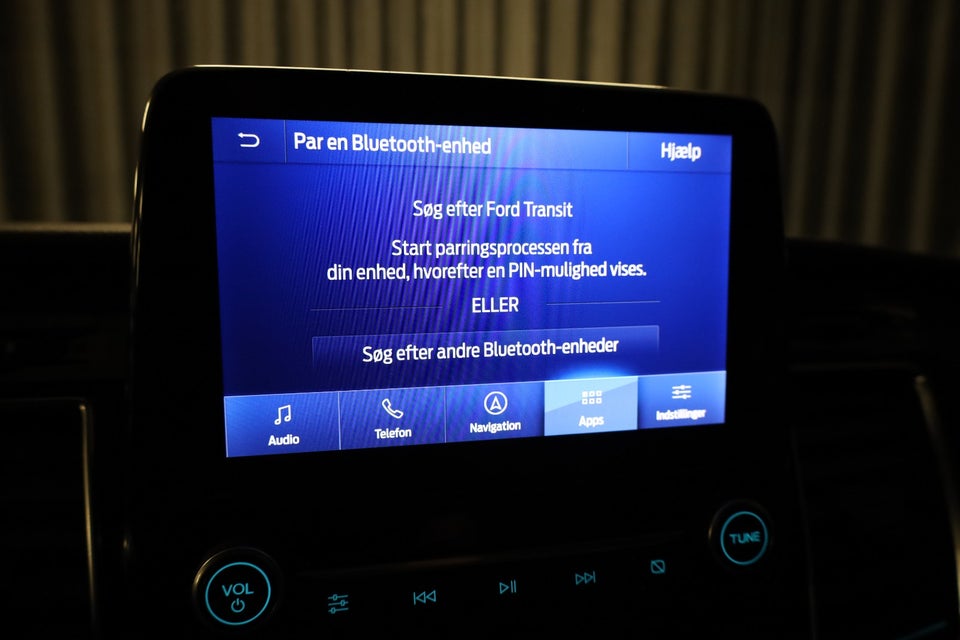 Par en Bluetooth-enhed
Hjælp
Søg efter Ford Transit
Start parringsprocessen fra
din enhed, hvorefter en PIN-mulighed vises.
ELLER
Søg efter andre Bluetooth-enheder
Audio
Telefon
Navigation
Apps
Indstillinger
VOL
TUNE